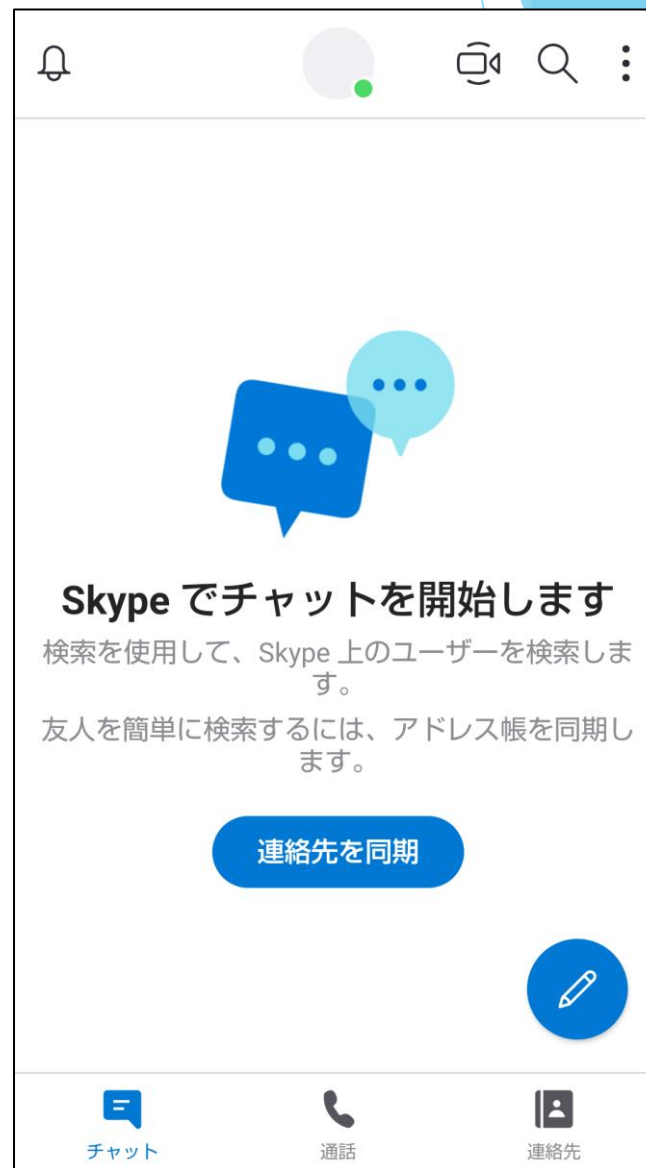 Skype でチャットを開始します
検索を使用して、Skype 上のユーザーを検索しま
す。
友人を簡単に検索するには、アドレス帳を同期し
ます。
連絡先を同期
チャット
通話
連絡先